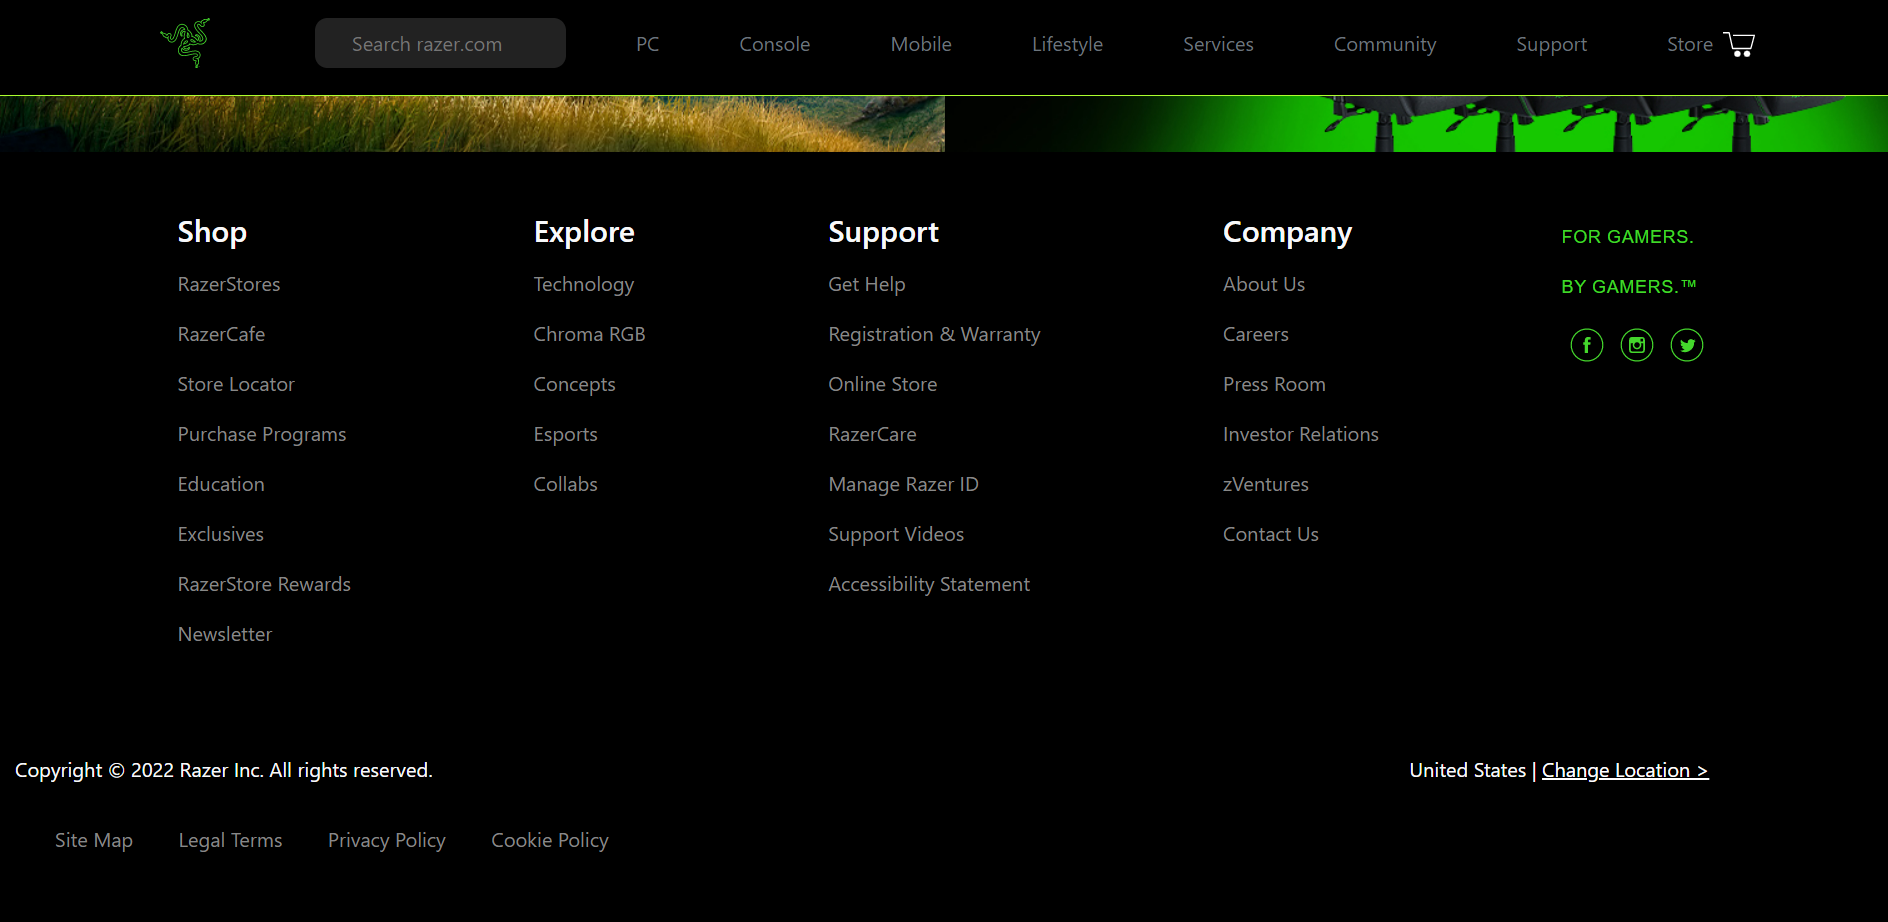 Search razer.com
PC
Console
Mobile
Lifestyle
Services
Community
Support
Store
Shop
RazerStores
RazerCafe
Store Locator
Purchase Programs
Education
Exclusives
RazerStore Rewards
Newsletter
Explore
Technology
Chroma RGB
Concepts
Esports
Collabs
Support
Get Help
Registration & Warranty
Online Store
RazerCare
Manage Razer ID
Support Videos
Accessibility Statement
Company
About Us
Careers
Press Room
Investor Relations
zVentures
Contact Us
FOR GAMERS.
BY GAMERS.™
Copyright © 2022 Razer Inc. All rights reserved.
United States | Change Location >
Site Map
Legal Terms
Privacy Policy
Cookie Policy